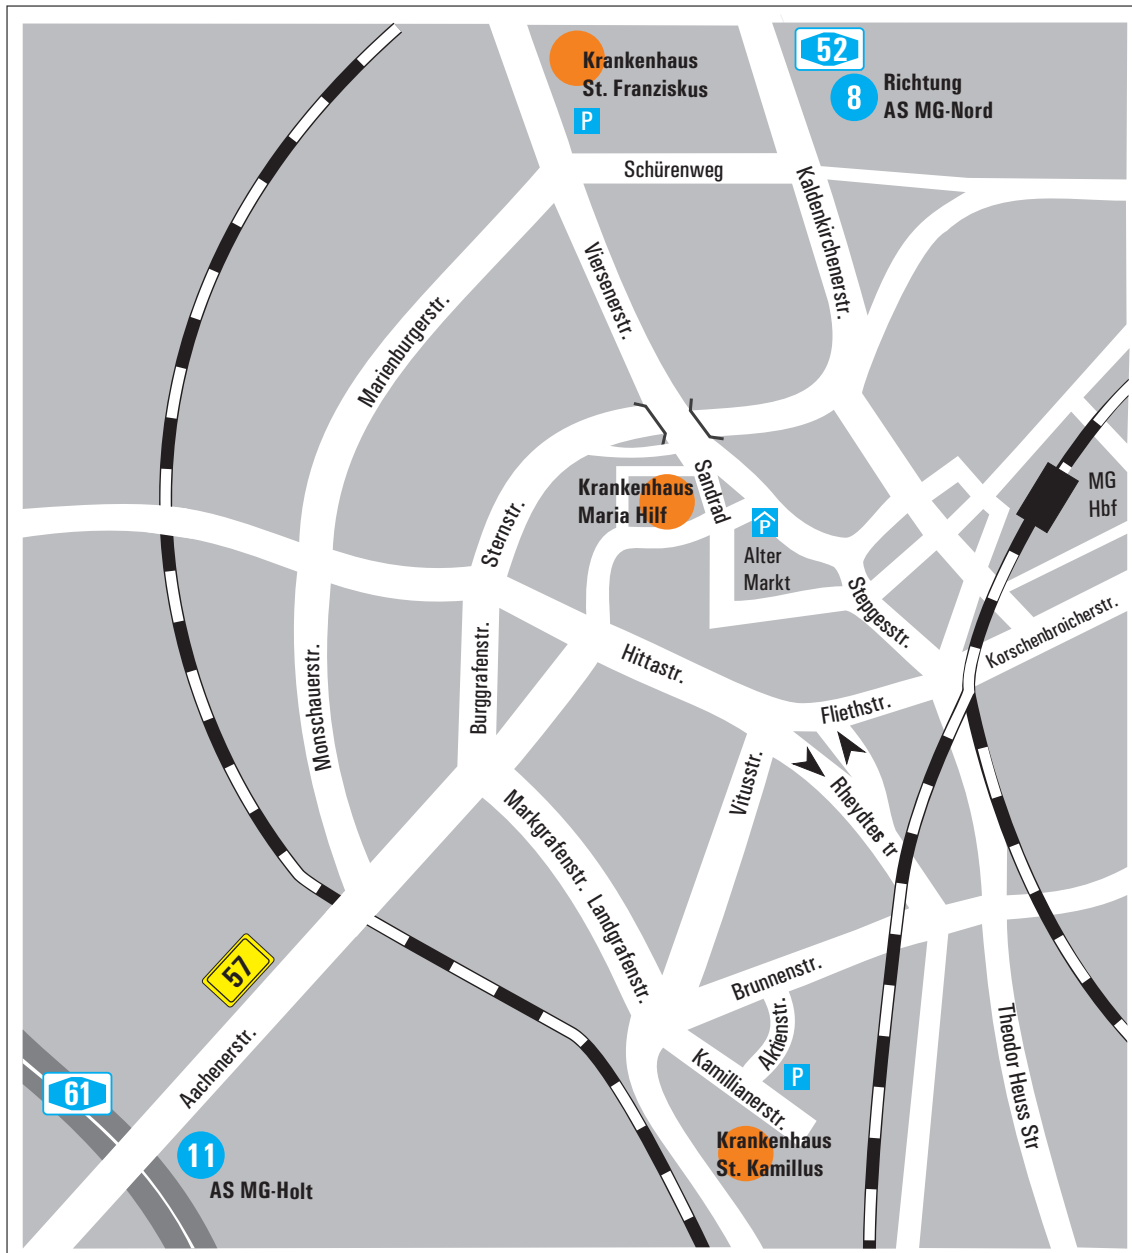 Krankenhaus
St. Franziskus
P
52
8
Richtung
AS MG-Nord
Schürenweg
Kaldenkirchenerstr.
Viersenerstr.
Marienburgerstr.
Sandrad
Krankenhaus
Maria Hilf
P
Alter
Markt
MG
Hbf
Sternstr.
Stepgesstr.
Korschenbroicherstr.
Burggrafenstr.
Hittastr.
Monschauerstr.
Fliethstr.
Vitusstr.
Rheydter str
Markgrafenstr.
Landgrafenstr.
57
Brunnenstr.
Aktienstr.
Theodor Heuss Str
Aachenerstr.
61
Kamillianerstr.
P
11
AS MG-Holt
Krankenhaus
St. Kamillus